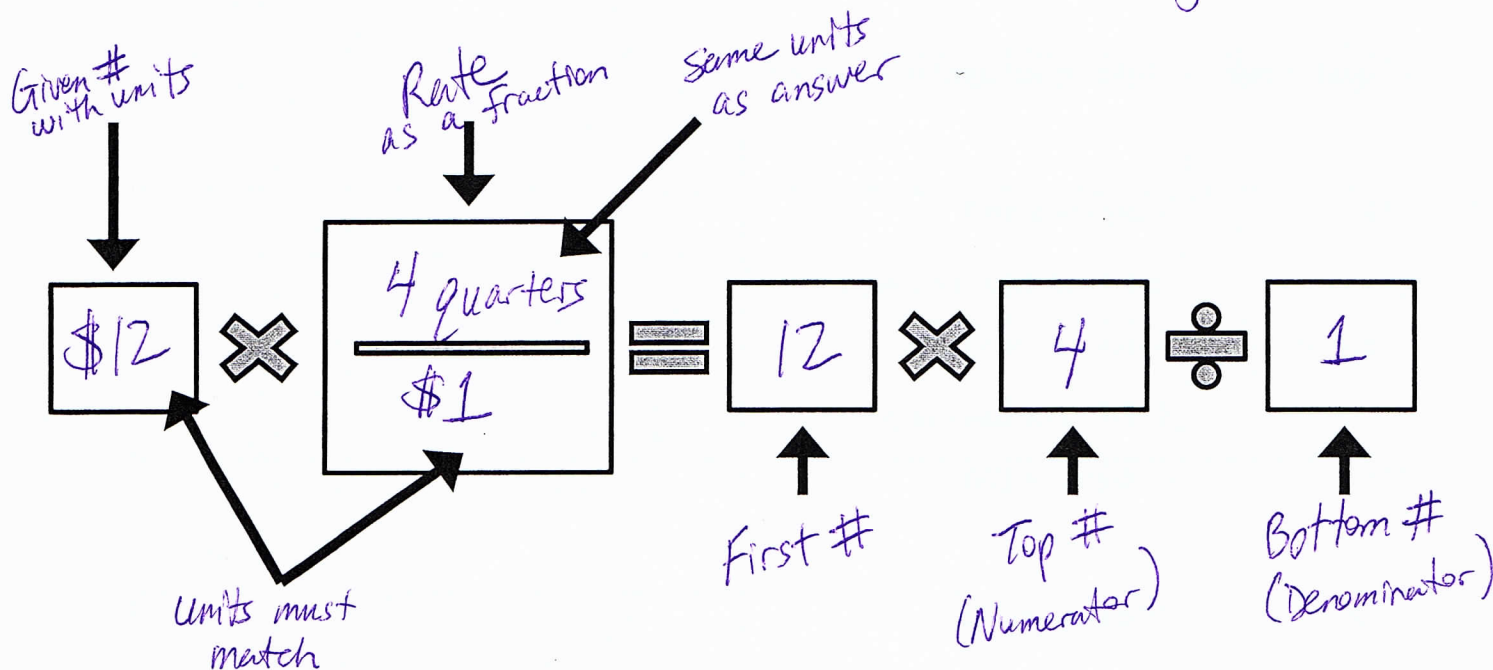 Given #
with units
Rate
as a fraction
Same units
as answer
$12
4 quarters
$1
12
4
1
units must
match
First #
Top #
(Numerator)
Bottom #
(Denominator)